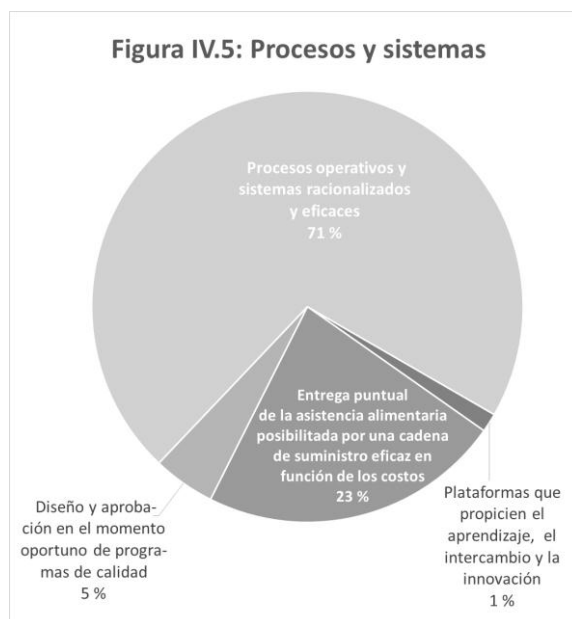 Figura IV.5: Procesos y sistemas
Procesos operativos y
sistemas racionalizados
y eficaces
71 %
Entrega puntual
de la asistencia alimentaria
posibilitada por una cadena
de suministro eficaz en
función de los costos
23 %
Diseño y aproba-
ción en el momento
oportuno de progra-
mas de calidad
5 %
Plataformas que
propicien el
aprendizaje, el
intercambio y la
innovación
1 %